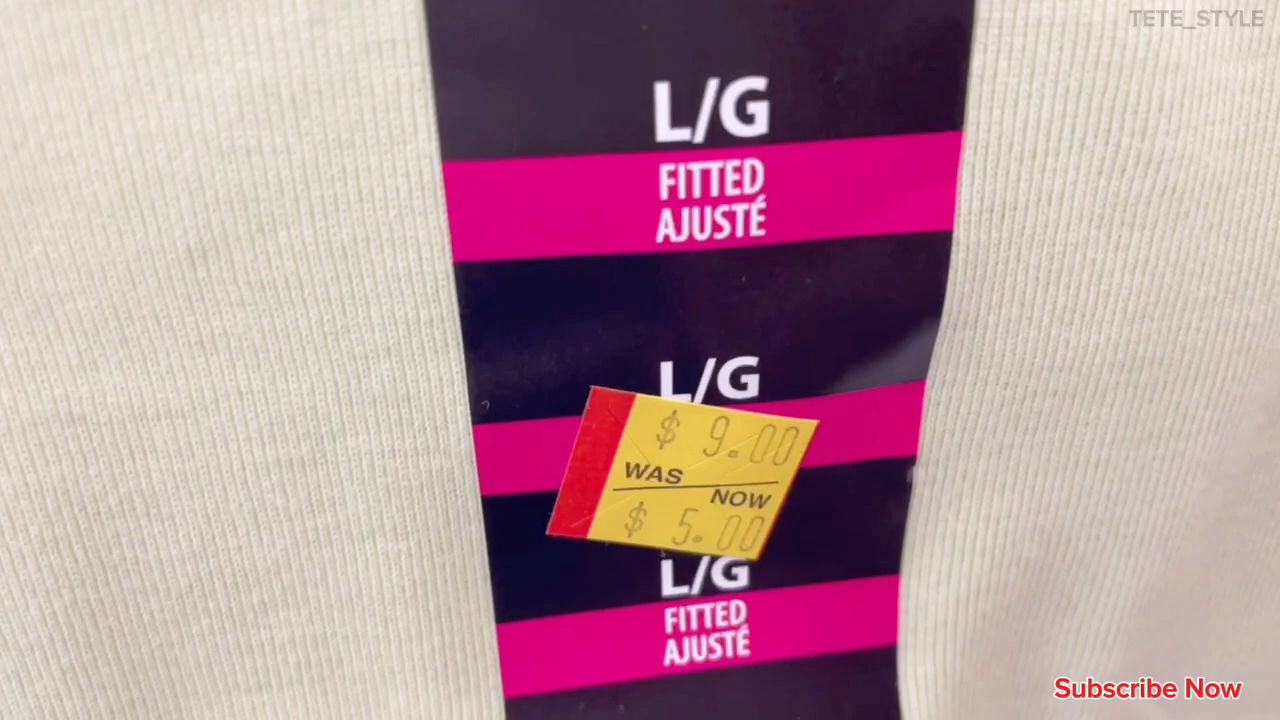 TETE_STYLE
L/G
FITTED
AJUSTÉ
L/G
$ 9.00
WAS
NOW
$ 5.00
L/G
FITTED
AJUSTÉ
Subscribe Now